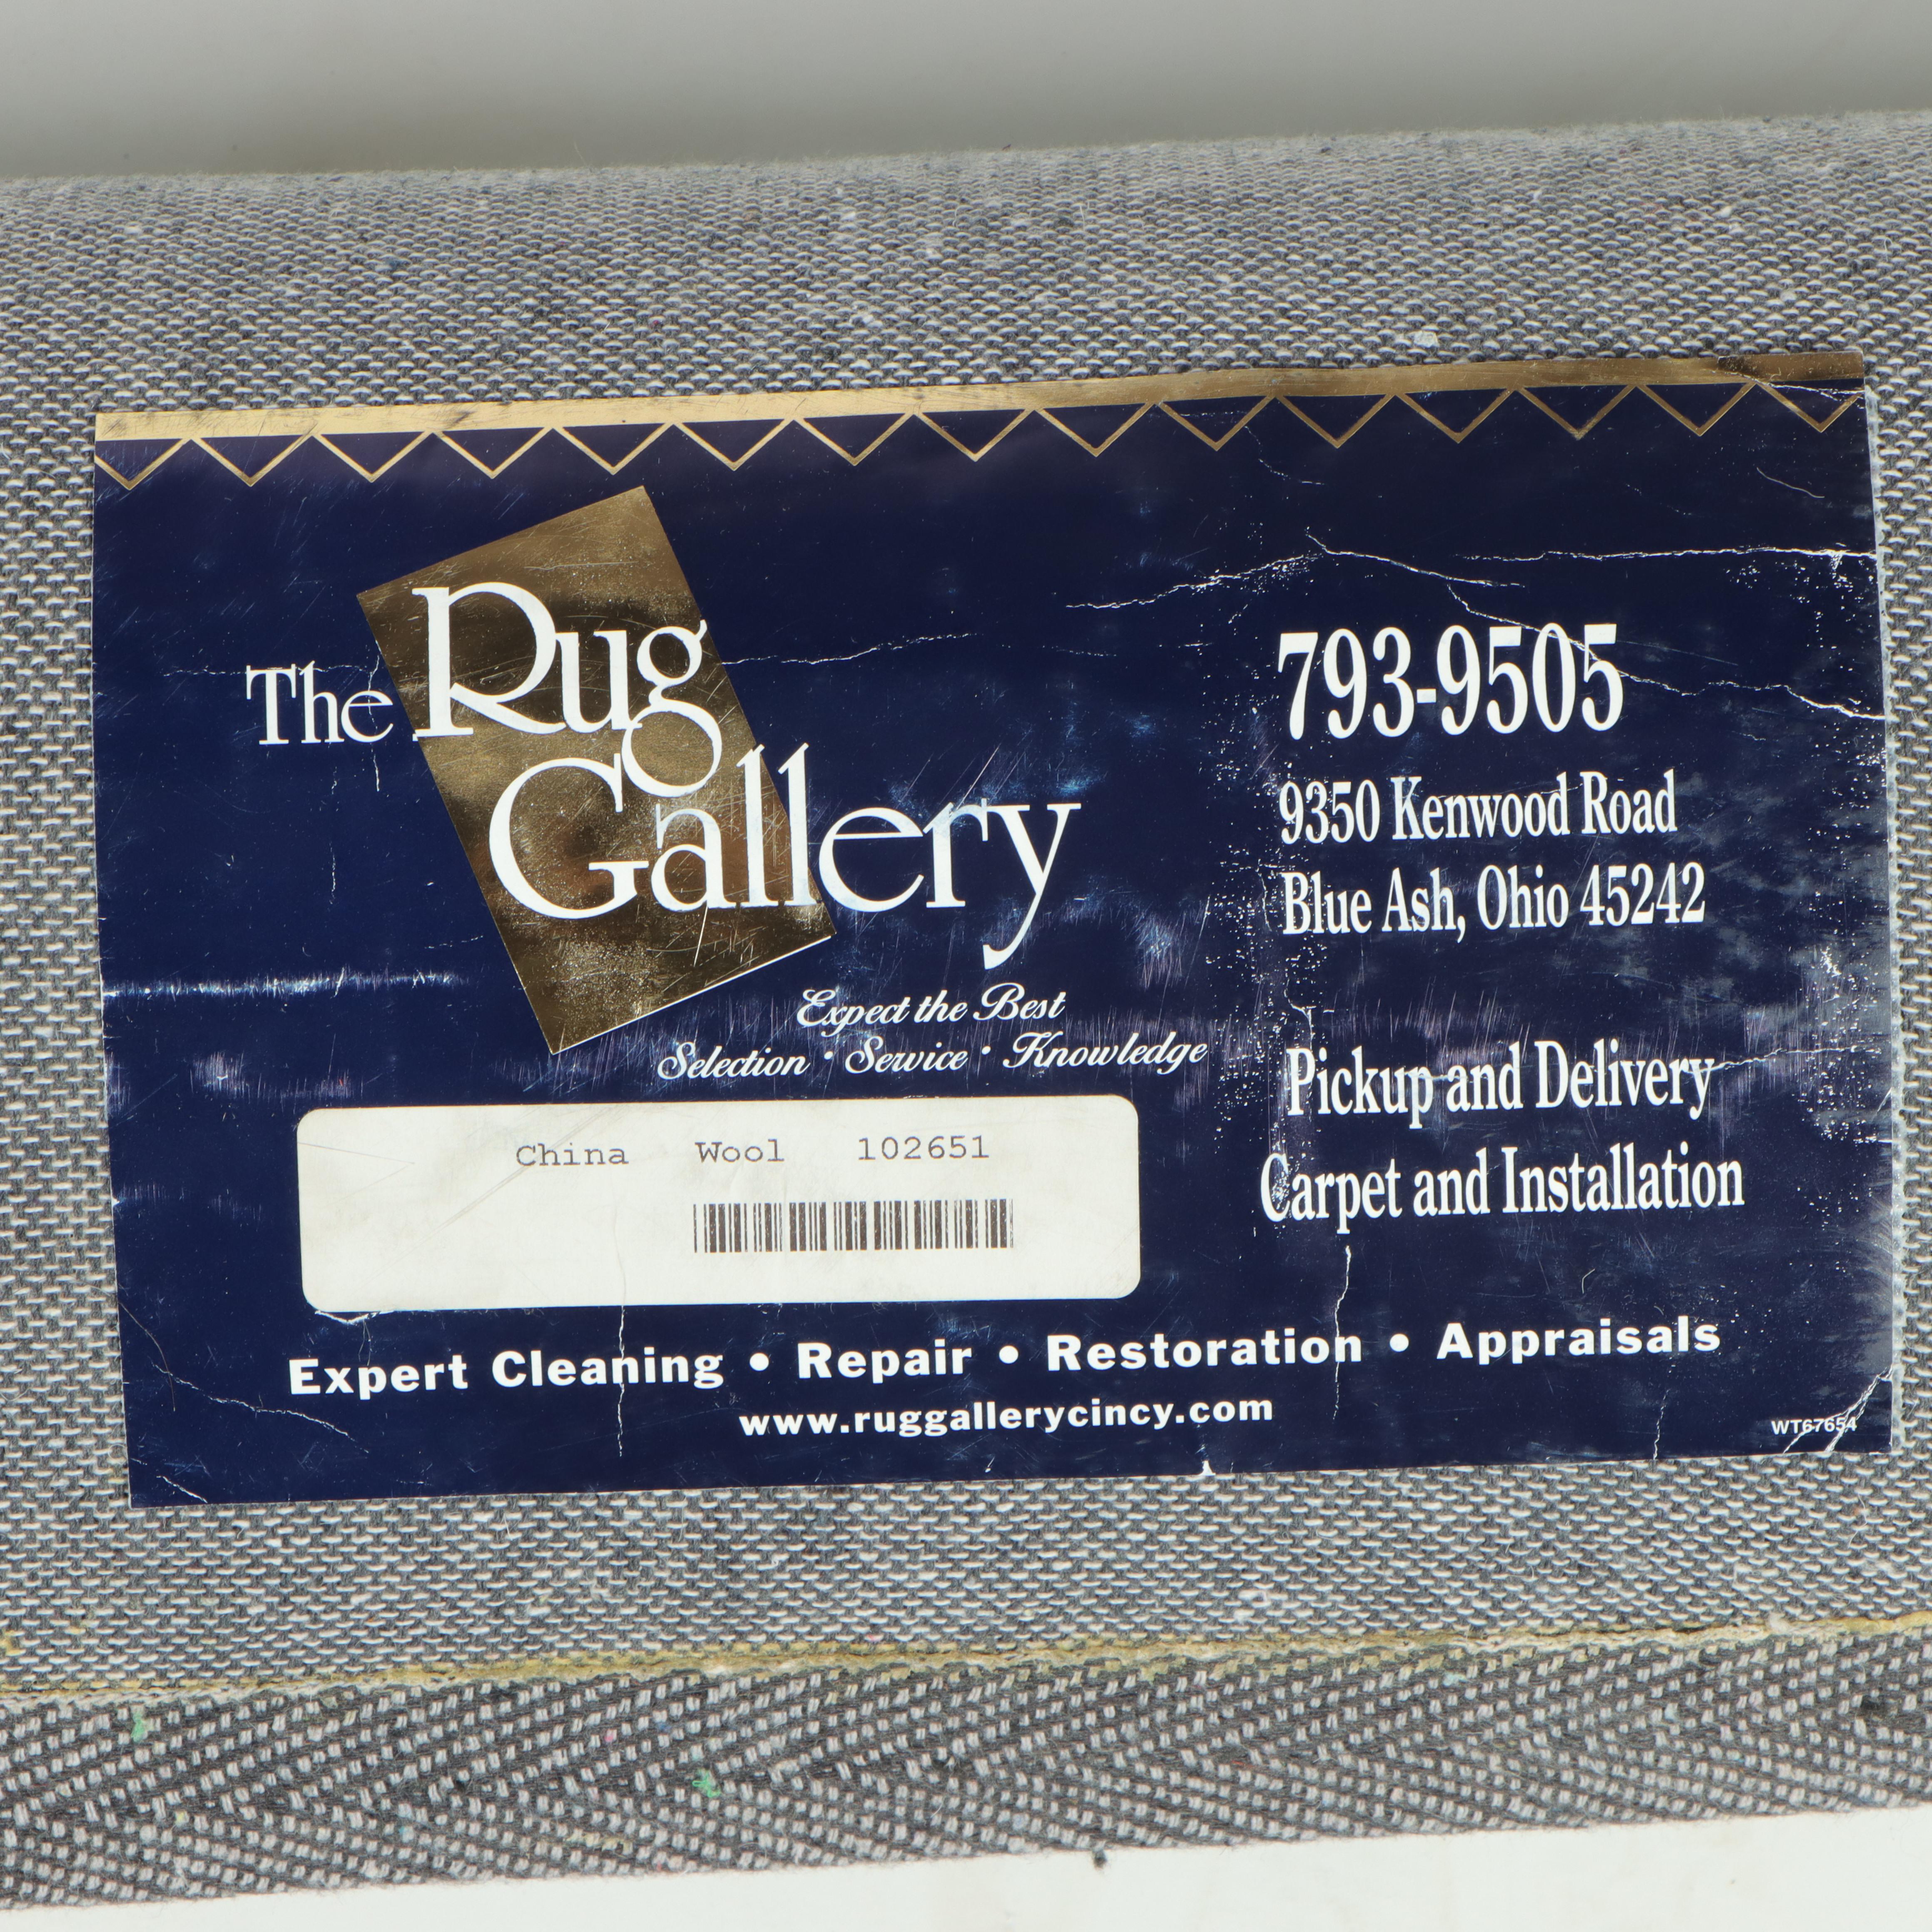 The Rug
Gallery
Expect the Best
Selection • Service • Knowledge
793-9505
9350 Kenwood Road
Blue Ash, Ohio 45242
Pickup and Delivery
Carpet and Installation
China Wool 102651
Expert Cleaning • Repair • Restoration • Appraisals
www.ruggallerycincy.com
WT67654